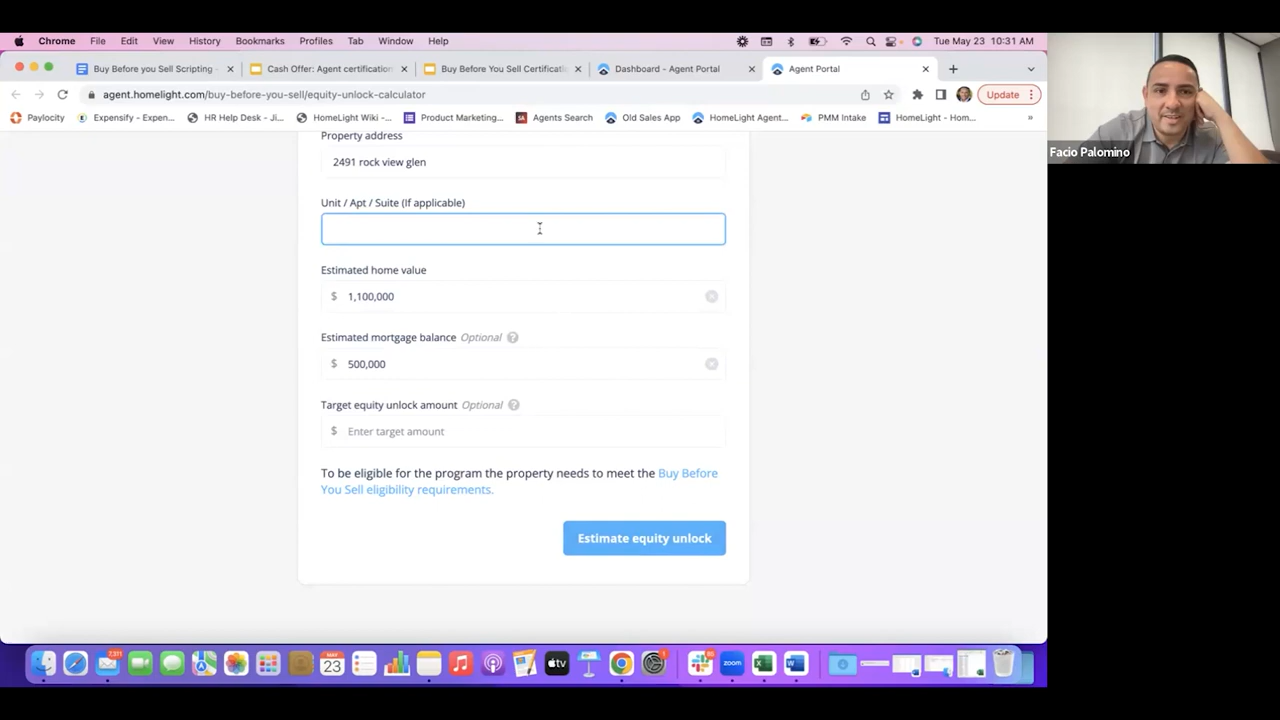 Chrome File Edit View History Bookmarks Profiles Tab Window Help Tue May 23 10:31 AM
Buy Before you Sell Scripting - Cash Offer: Agent certification Buy Before You Sell Certificati Dashboard - Agent Portal Agent Portal
agent.homelight.com/buy-before-you-sell/equity-unlock-calculator Update
Paylocity Expensify - Expen... HR Help Desk - Ji... HomeLight Wiki -... Product Marketing... Agents Search Old Sales App HomeLight Agent... PMM Intake HomeLight - Hom... »
Property address
2491 rock view glen
Unit / Apt / Suite (If applicable)
Estimated home value
$ 1,100,000
Estimated mortgage balance Optional ?
$ 500,000
Target equity unlock amount Optional ?
$ Enter target amount
To be eligible for the program the property needs to meet the Buy Before
You Sell eligibility requirements.
Estimate equity unlock
Facio Palomino
MAY
23
tv
zoom